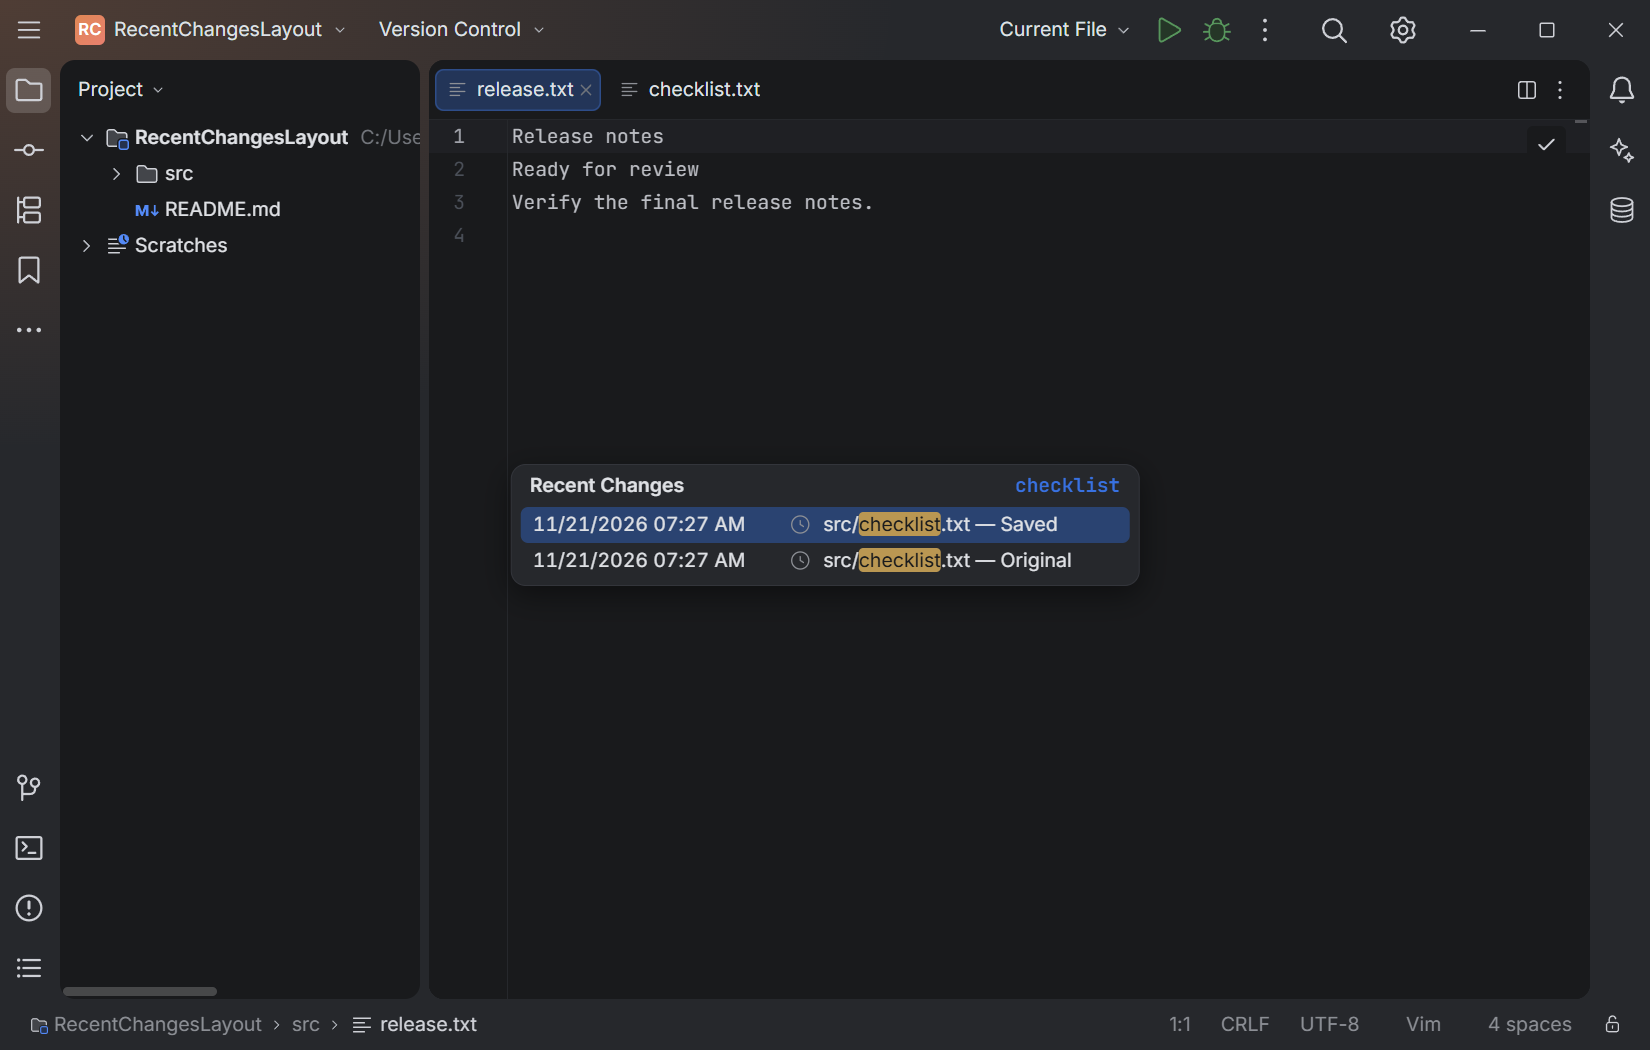 RC RecentChangesLayout Version Control Current File
Project
release.txt checklist.txt
RecentChangesLayout C:/Use
src
M↓ README.md
Scratches
1 Release notes
2 Ready for review
3 Verify the final release notes.
4
Recent Changes checklist
11/21/2026 07:27 AM src/checklist.txt — Saved
11/21/2026 07:27 AM src/checklist.txt — Original
RecentChangesLayout › src › release.txt 1:1 CRLF UTF-8 Vim 4 spaces